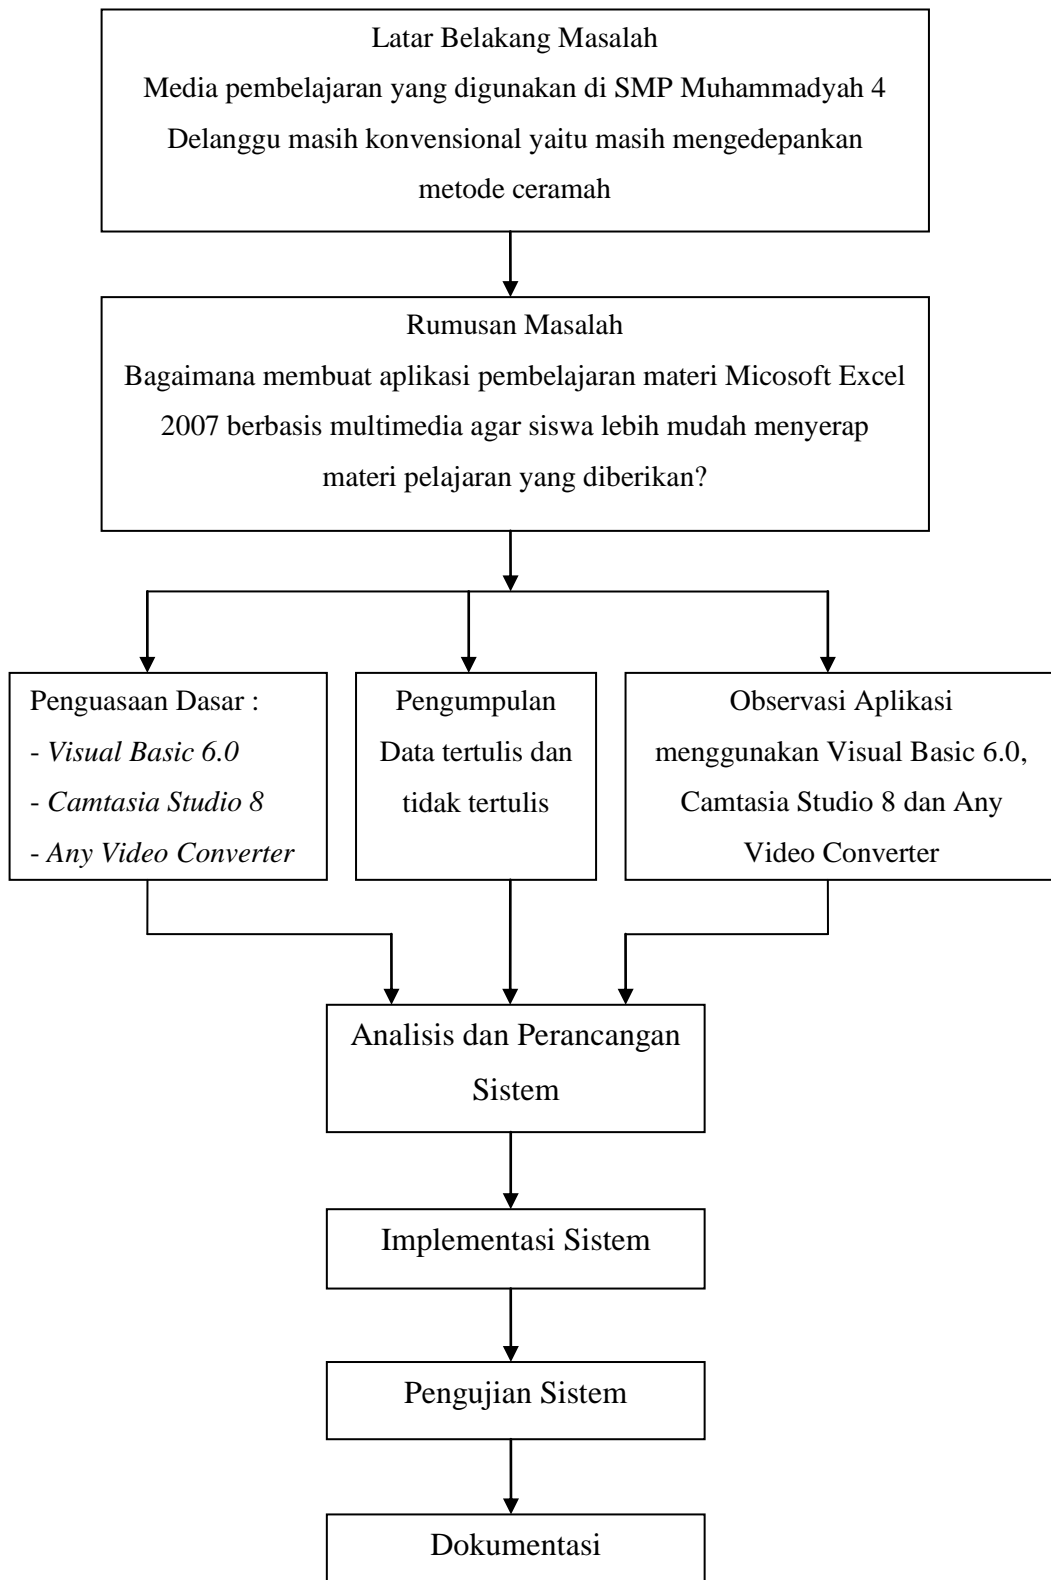 Latar Belakang Masalah
Media pembelajaran yang digunakan di SMP Muhammadyah 4
Delanggu masih konvensional yaitu masih mengedepankan
metode ceramah
Rumusan Masalah
Bagaimana membuat aplikasi pembelajaran materi Micosoft Excel
2007 berbasis multimedia agar siswa lebih mudah menyerap
materi pelajaran yang diberikan?
Penguasaan Dasar :
- Visual Basic 6.0
- Camtasia Studio 8
- Any Video Converter
Pengumpulan
Data tertulis dan
tidak tertulis
Observasi Aplikasi
menggunakan Visual Basic 6.0,
Camtasia Studio 8 dan Any
Video Converter
Analisis dan Perancangan
Sistem
Implementasi Sistem
Pengujian Sistem
Dokumentasi